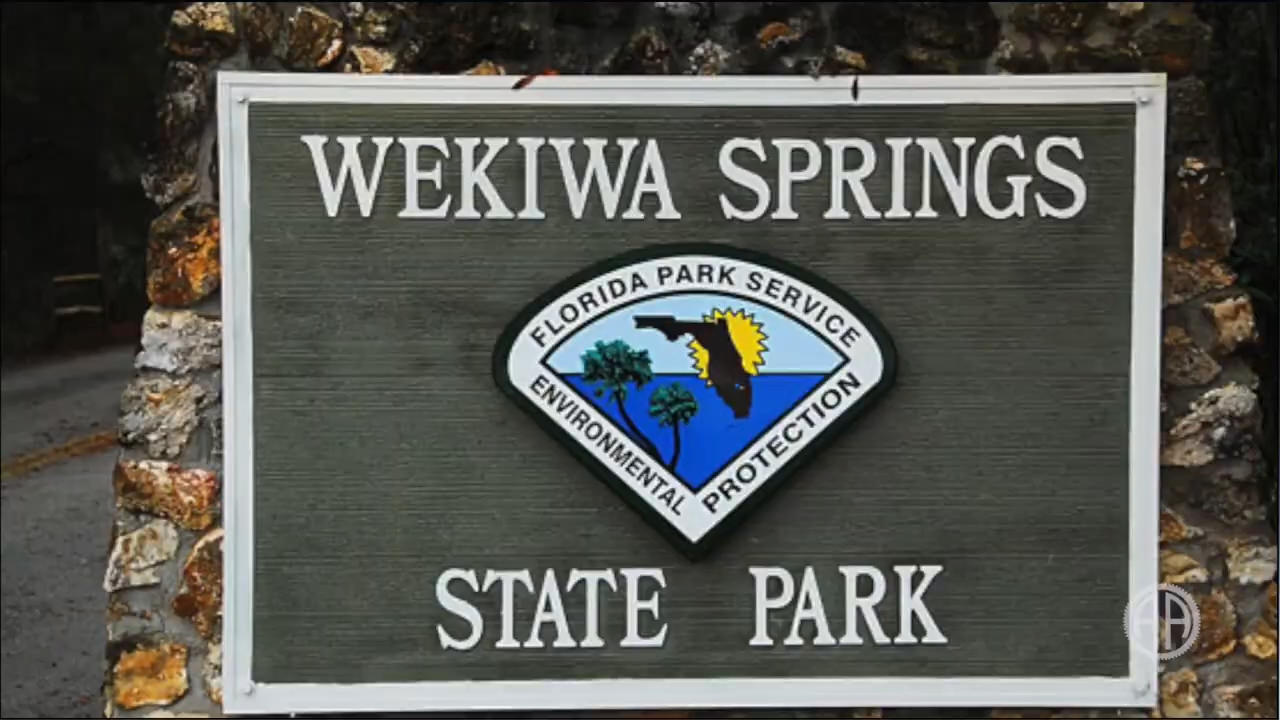 WEKIWA SPRINGS
FLORIDA PARK SERVICE
ENVIRONMENTAL PROTECTION
STATE PARK